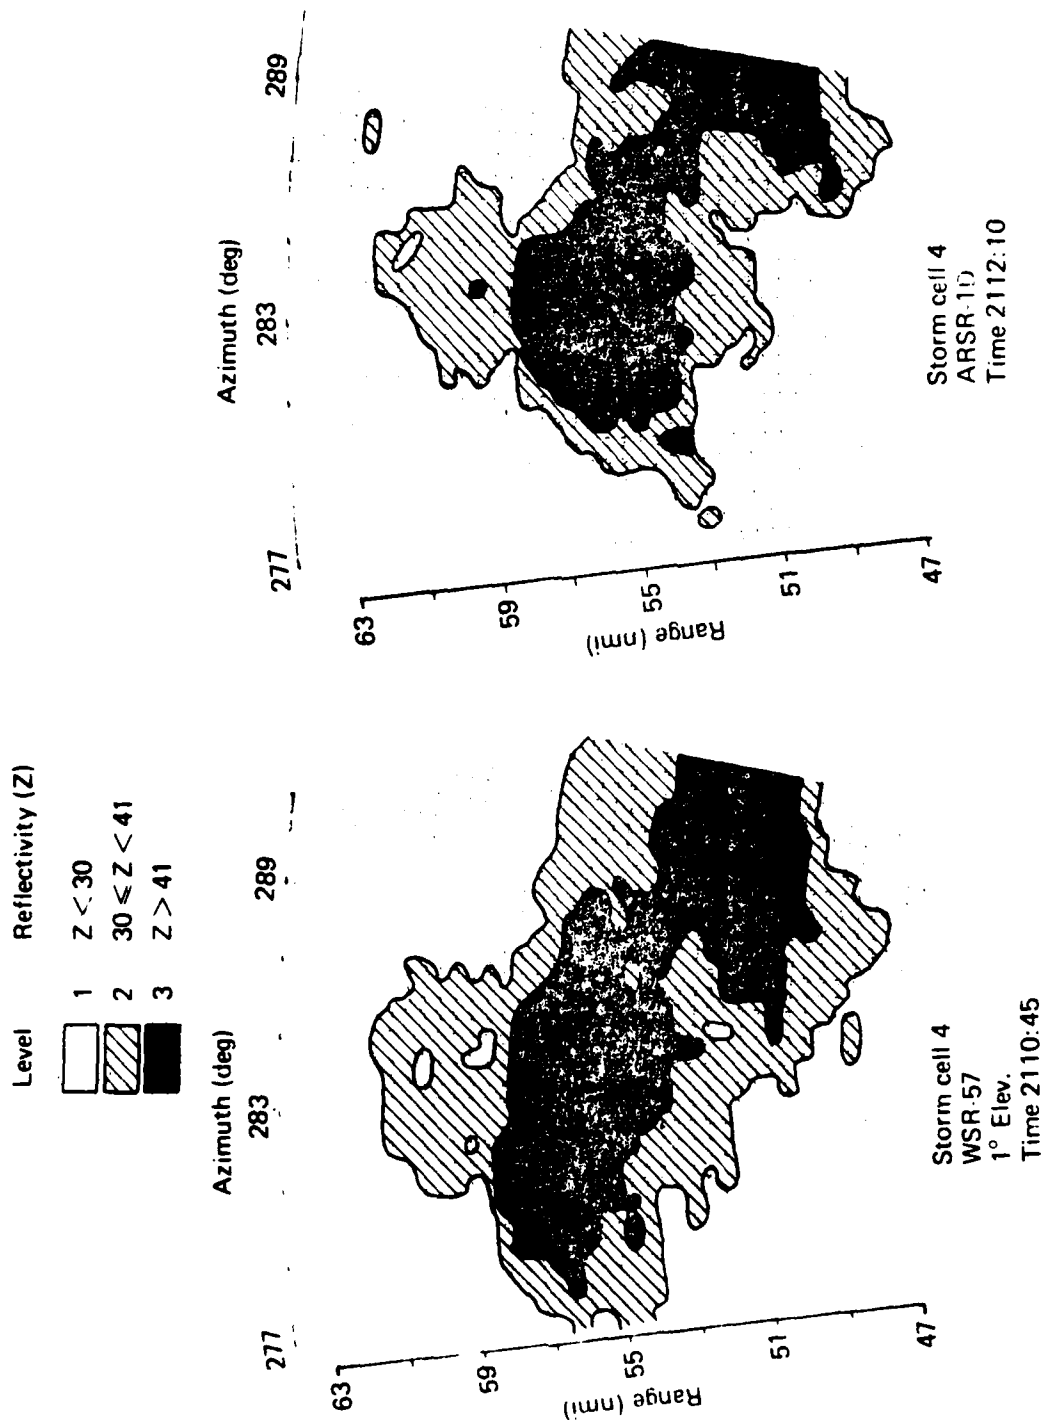 Level Reflectivity (Z)
1 Z < 30
2 30 ≤ Z < 41
3 Z > 41
Azimuth (deg)
277 283 289
63
59
55
51
47
Range (nmi)
Storm cell 4
WSR-57
1° Elev.
Time 2110:45
Azimuth (deg)
277 283 289
63
59
55
51
47
Range (nmi)
Storm cell 4
ARSR-1D
Time 2112:10